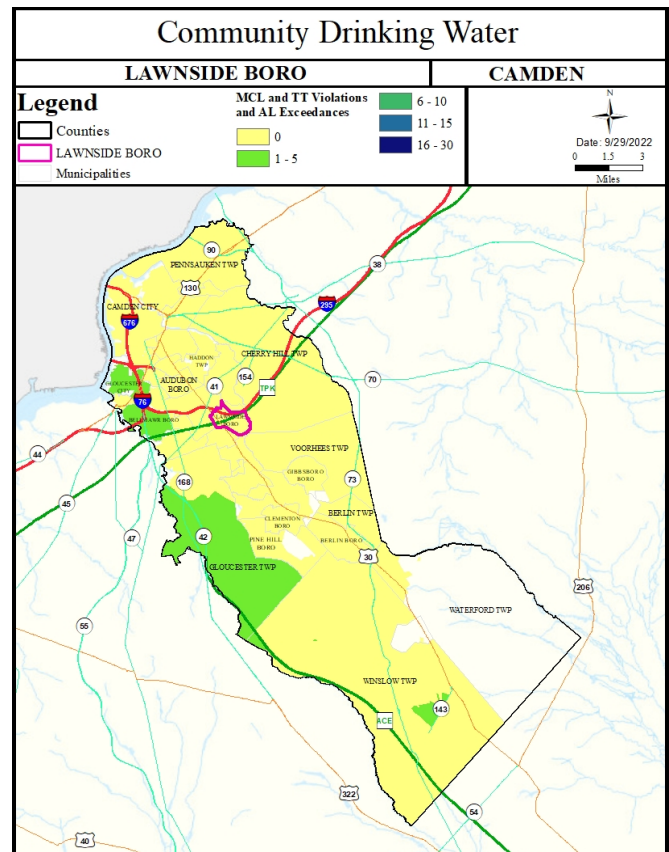 Community Drinking Water
LAWNSIDE BORO
CAMDEN
Legend
Counties
LAWNSIDE BORO
Municipalities
MCL and TT Violations
and AL Exceedances
0
1 - 5
6 - 10
11 - 15
16 - 30
N
Date: 9/29/2022
0 1.5 3
Miles
90
PENNSAUKEN TWP
38
130
CAMDEN CITY
295
676
HADDON
TWP
CHERRY HILL TWP
AUDUBON
BORO
154
41
TPK
70
GLOUCESTER
CITY
76
BELLMAWR BORO
LAWNSIDE
BORO
44
VOORHEES TWP
GIBBSBORO
BORO
73
168
45
BERLIN TWP
CLEMENTON
BORO
47
42
PINE HILL
BORO
BERLIN BORO
30
GLOUCESTER TWP
206
WATERFORD TWP
55
WINSLOW TWP
143
ACE
322
54
40